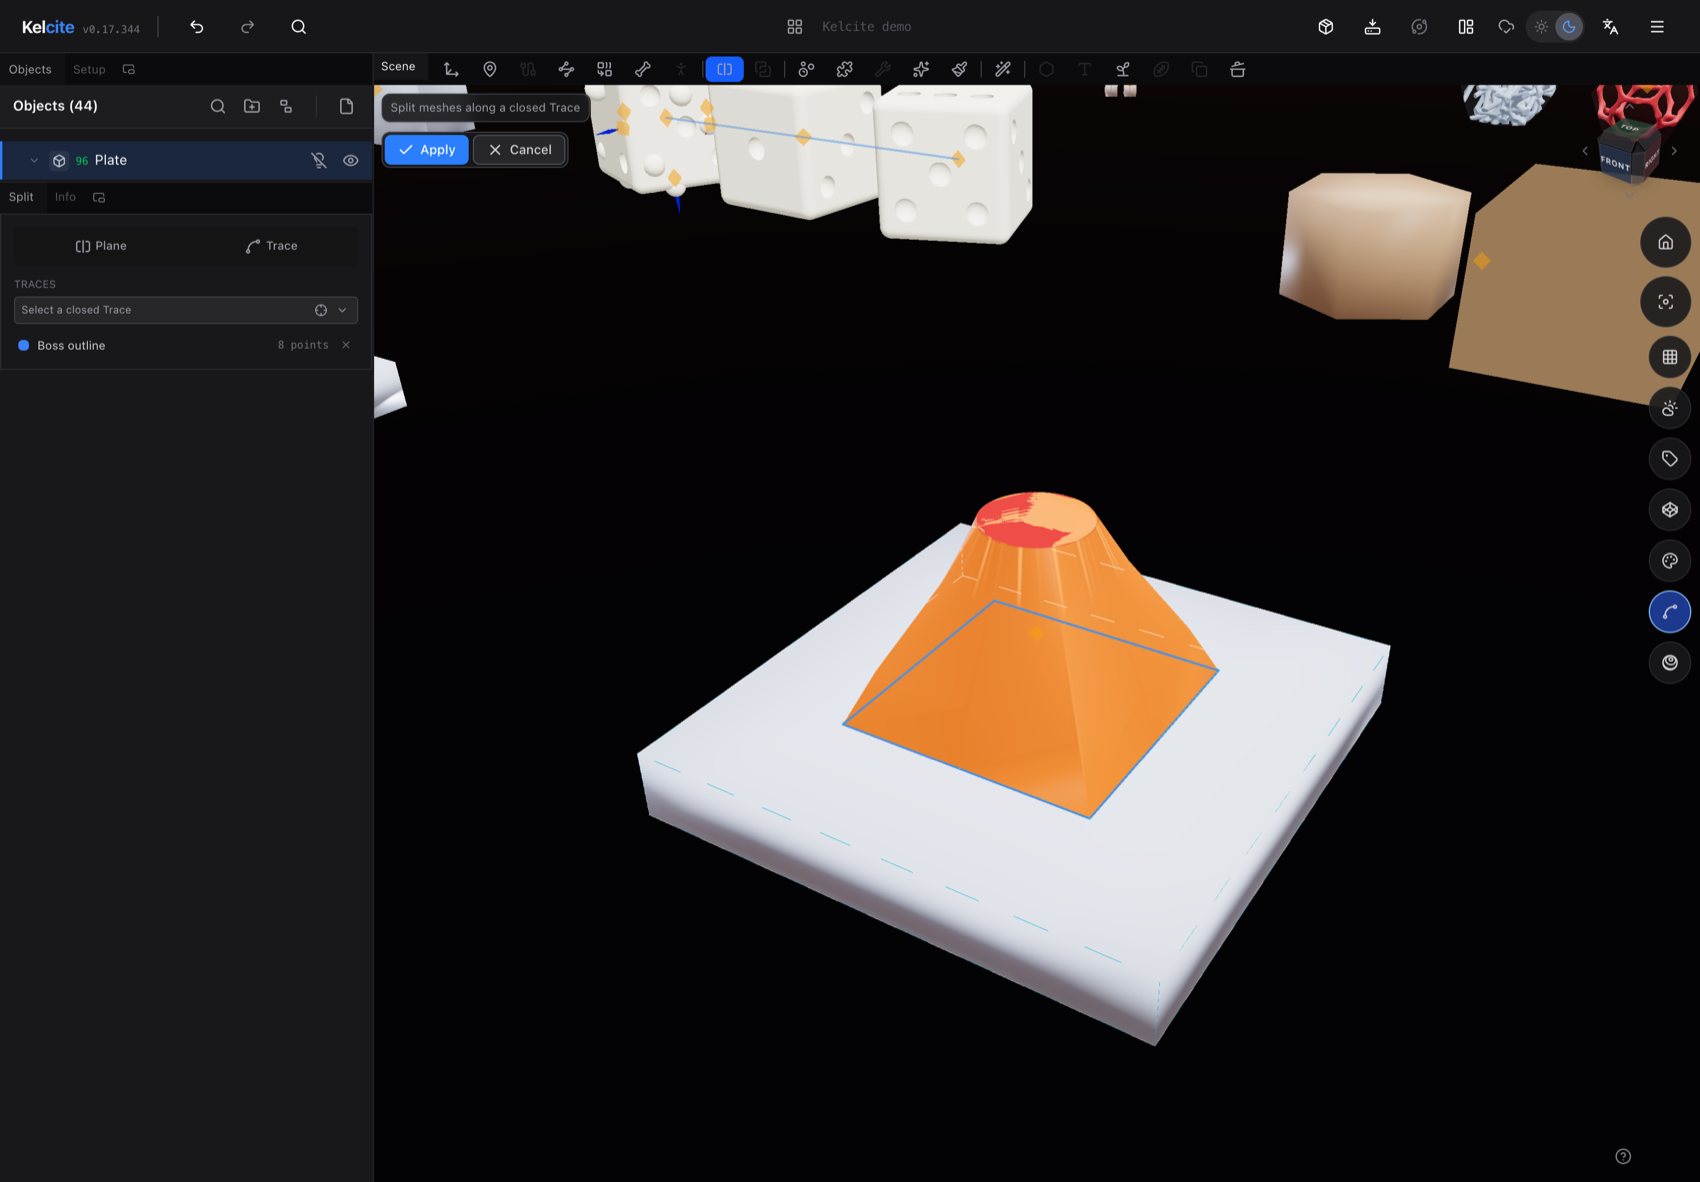 Kelcite v0.17.344
Kelcite demo
Objects Setup
Scene
Objects (44)
Split meshes along a closed Trace
Apply Cancel
96 Plate
Split Info
Plane Trace
TRACES
Select a closed Trace
Boss outline 8 points
TOP
FRONT
RIGHT